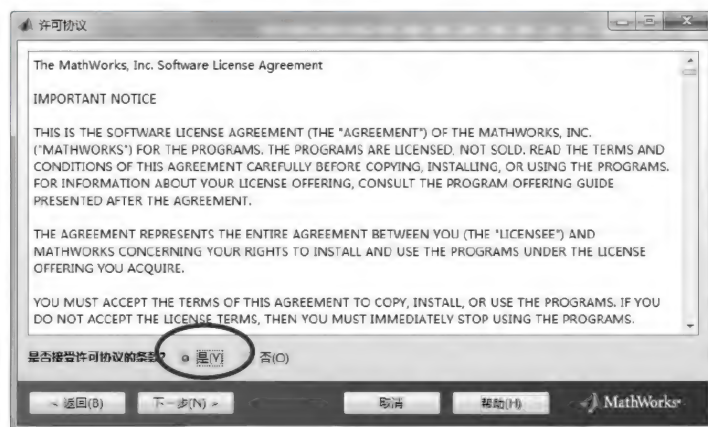 许可协议
The MathWorks, Inc. Software License Agreement
IMPORTANT NOTICE
THIS IS THE SOFTWARE LICENSE AGREEMENT (THE "AGREEMENT") OF THE MATHWORKS, INC.
("MATHWORKS") FOR THE PROGRAMS. THE PROGRAMS ARE LICENSED, NOT SOLD. READ THE TERMS AND
CONDITIONS OF THIS AGREEMENT CAREFULLY BEFORE COPYING, INSTALLING, OR USING THE PROGRAMS.
FOR INFORMATION ABOUT YOUR LICENSE OFFERING, CONSULT THE PROGRAM OFFERING GUIDE
PRESENTED AFTER THE AGREEMENT.
THE AGREEMENT REPRESENTS THE ENTIRE AGREEMENT BETWEEN YOU (THE "LICENSEE") AND
MATHWORKS CONCERNING YOUR RIGHTS TO INSTALL AND USE THE PROGRAMS UNDER THE LICENSE
OFFERING YOU ACQUIRE.
YOU MUST ACCEPT THE TERMS OF THIS AGREEMENT TO COPY, INSTALL, OR USE THE PROGRAMS. IF YOU
DO NOT ACCEPT THE LICENSE TERMS, THEN YOU MUST IMMEDIATELY STOP USING THE PROGRAMS.
是否接受许可协议的条款? 是(Y) 否(O)
< 返回(B) 下一步(N) > 取消 帮助(H) MathWorks